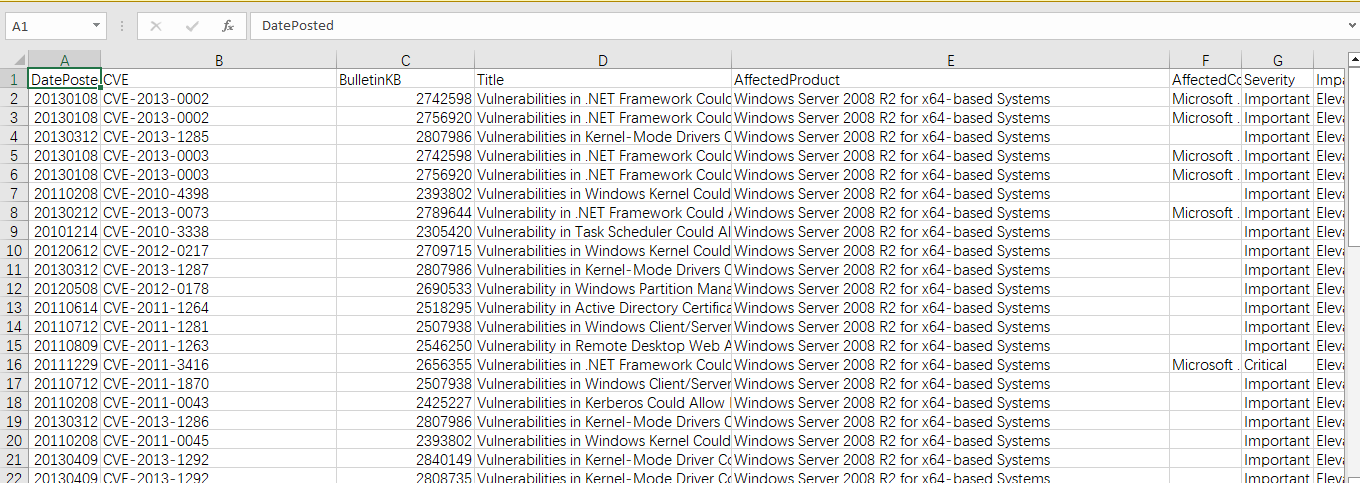 A1 fx DatePosted
A B C D E F G
1 DatePoste CVE BulletinKB Title AffectedProduct AffectedCo Severity Impa
2 20130108 CVE-2013-0002 2742598 Vulnerabilities in .NET Framework Could Windows Server 2008 R2 for x64-based Systems Microsoft . Important Eleva
3 20130108 CVE-2013-0002 2756920 Vulnerabilities in .NET Framework Could Windows Server 2008 R2 for x64-based Systems Microsoft . Important Eleva
4 20130312 CVE-2013-1285 2807986 Vulnerabilities in Kernel-Mode Drivers C Windows Server 2008 R2 for x64-based Systems Important Eleva
5 20130108 CVE-2013-0003 2742598 Vulnerabilities in .NET Framework Could Windows Server 2008 R2 for x64-based Systems Microsoft . Important Eleva
6 20130108 CVE-2013-0003 2756920 Vulnerabilities in .NET Framework Could Windows Server 2008 R2 for x64-based Systems Microsoft . Important Eleva
7 20110208 CVE-2010-4398 2393802 Vulnerabilities in Windows Kernel Could Windows Server 2008 R2 for x64-based Systems Important Eleva
8 20130212 CVE-2013-0073 2789644 Vulnerability in .NET Framework Could A Windows Server 2008 R2 for x64-based Systems Microsoft . Important Eleva
9 20101214 CVE-2010-3338 2305420 Vulnerability in Task Scheduler Could Al Windows Server 2008 R2 for x64-based Systems Important Eleva
10 20120612 CVE-2012-0217 2709715 Vulnerabilities in Windows Kernel Could Windows Server 2008 R2 for x64-based Systems Important Eleva
11 20130312 CVE-2013-1287 2807986 Vulnerabilities in Kernel-Mode Drivers C Windows Server 2008 R2 for x64-based Systems Important Eleva
12 20120508 CVE-2012-0178 2690533 Vulnerability in Windows Partition Mana Windows Server 2008 R2 for x64-based Systems Important Eleva
13 20110614 CVE-2011-1264 2518295 Vulnerability in Active Directory Certifica Windows Server 2008 R2 for x64-based Systems Important Eleva
14 20110712 CVE-2011-1281 2507938 Vulnerabilities in Windows Client/Server Windows Server 2008 R2 for x64-based Systems Important Eleva
15 20110809 CVE-2011-1263 2546250 Vulnerability in Remote Desktop Web A Windows Server 2008 R2 for x64-based Systems Important Eleva
16 20111229 CVE-2011-3416 2656355 Vulnerabilities in .NET Framework Could Windows Server 2008 R2 for x64-based Systems Microsoft . Critical Eleva
17 20110712 CVE-2011-1870 2507938 Vulnerabilities in Windows Client/Server Windows Server 2008 R2 for x64-based Systems Important Eleva
18 20110208 CVE-2011-0043 2425227 Vulnerabilities in Kerberos Could Allow Windows Server 2008 R2 for x64-based Systems Important Eleva
19 20130312 CVE-2013-1286 2807986 Vulnerabilities in Kernel-Mode Drivers C Windows Server 2008 R2 for x64-based Systems Important Eleva
20 20110208 CVE-2011-0045 2393802 Vulnerabilities in Windows Kernel Could Windows Server 2008 R2 for x64-based Systems Important Eleva
21 20130409 CVE-2013-1292 2840149 Vulnerabilities in Kernel-Mode Driver Co Windows Server 2008 R2 for x64-based Systems Important Eleva
22 20130409 CVE-2013-1292 2808735 Vulnerabilities in Kernel-Mode Driver Co Windows Server 2008 R2 for x64-based Systems Important Eleva